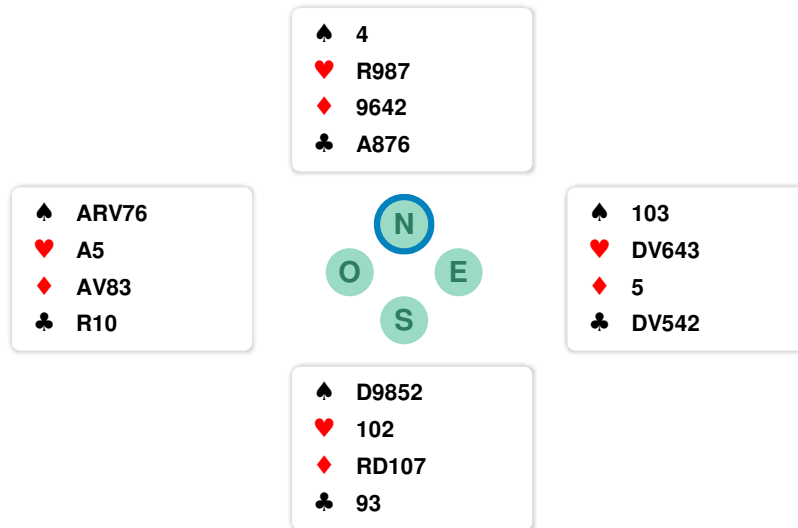 ♠ 4
♥ R987
♦ 9642
♣ A876
♠ ARV76
♥ A5
♦ AV83
♣ R10
N
O
E
S
♠ 103
♥ DV643
♦ 5
♣ DV542
♠ D9852
♥ 102
♦ RD107
♣ 93